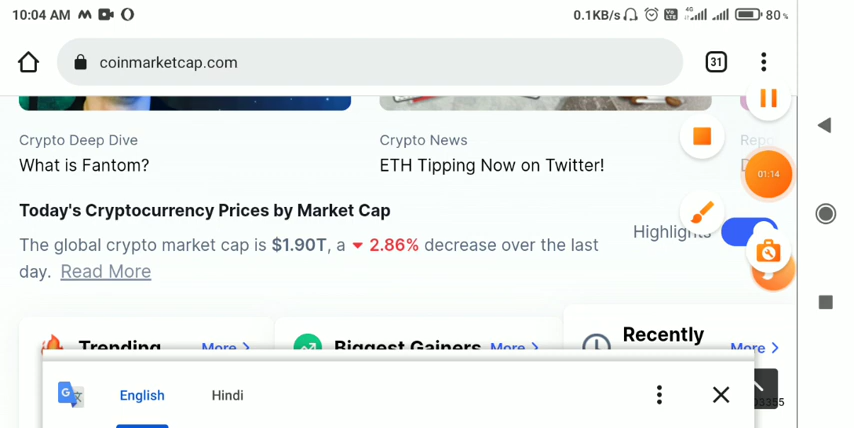 10:04 AM
0.1KB/s
4G
80%
coinmarketcap.com
31
Crypto Deep Dive
Crypto News
Repo
What is Fantom?
ETH Tipping Now on Twitter!
01:14
Today's Cryptocurrency Prices by Market Cap
The global crypto market cap is $1.90T, a ▼ 2.86% decrease over the last
day. Read More
Highlights
Trending
More >
Biggest Gainers
More >
Recently
More >
English
Hindi